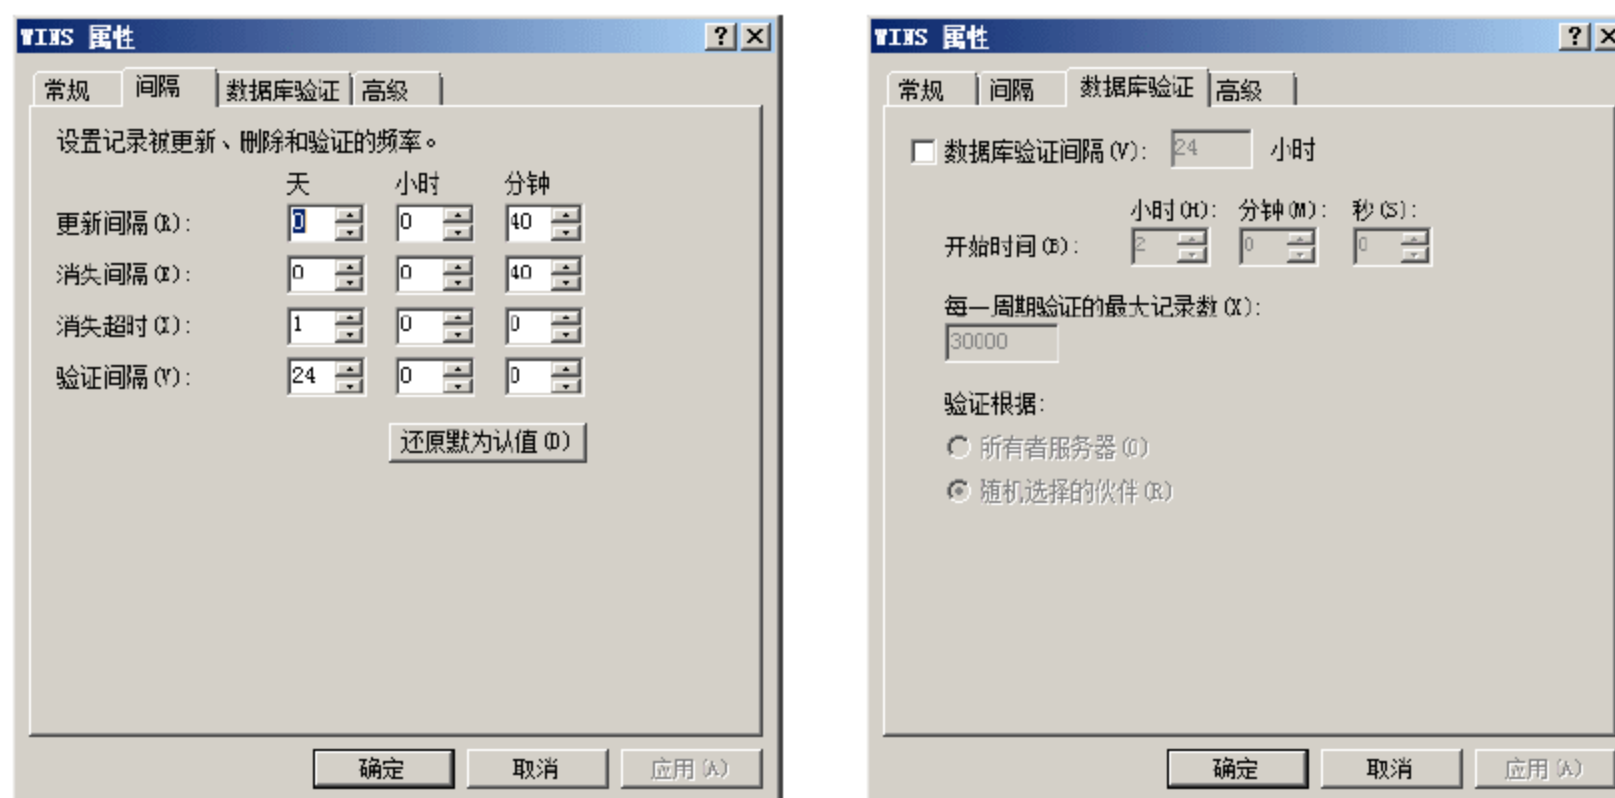 WINS 属性
常规 间隔 数据库验证 高级
设置记录被更新、删除和验证的频率。
天 小时 分钟
更新间隔(R): 0 0 40
消失间隔(E): 0 0 40
消失超时(X): 1 0 0
验证间隔(V): 24 0 0
还原默为认值(D)
确定 取消 应用(A)
WINS 属性
常规 间隔 数据库验证 高级
数据库验证间隔(V): 24 小时
小时(H): 分钟(M): 秒(S):
开始时间(B): 2 0 0
每一周期验证的最大记录数(X):
30000
验证根据:
所有者服务器(O)
随机选择的伙伴(R)
确定 取消 应用(A)